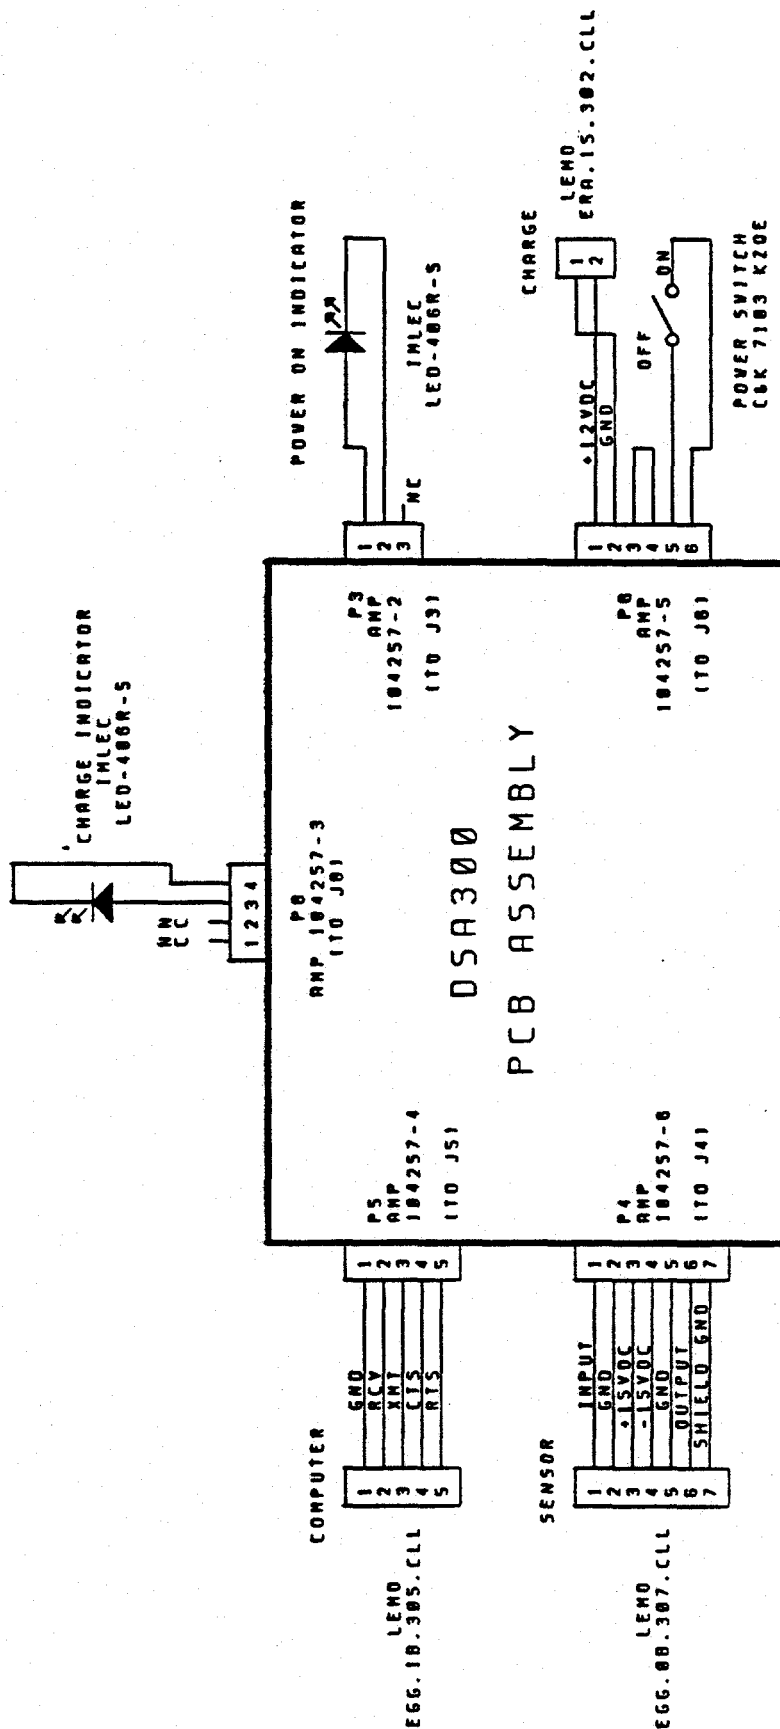 COMPUTER
LEMO
EGG.1B.305.CLL
1
2
3
4
5
GND
RCV
XMT
CTS
RTS
1
2
3
4
5
P5
AMP
104257-4
(TO J5)
SENSOR
LEMO
EGG.0B.307.CLL
1
2
3
4
5
6
7
INPUT
GND
+15VDC
-15VDC
GND
OUTPUT
SHIELD GND
1
2
3
4
5
6
7
P4
AMP
104257-6
(TO J4)
CHARGE INDICATOR
IMLEC
LED-406R-S
N N
C C
1 2 3 4
P8
AMP 104257-3
(TO J8)
DSA300
PCB ASSEMBLY
POWER ON INDICATOR
IMLEC
LED-406R-S
NC
1
2
3
P3
AMP
104257-2
(TO J3)
CHARGE
LEMO
ERA.1S.302.CLL
1
2
+12VDC
GND
OFF
ON
POWER SWITCH
C&K 7103 K2OE
1
2
3
4
5
6
P6
AMP
104257-5
(TO J6)